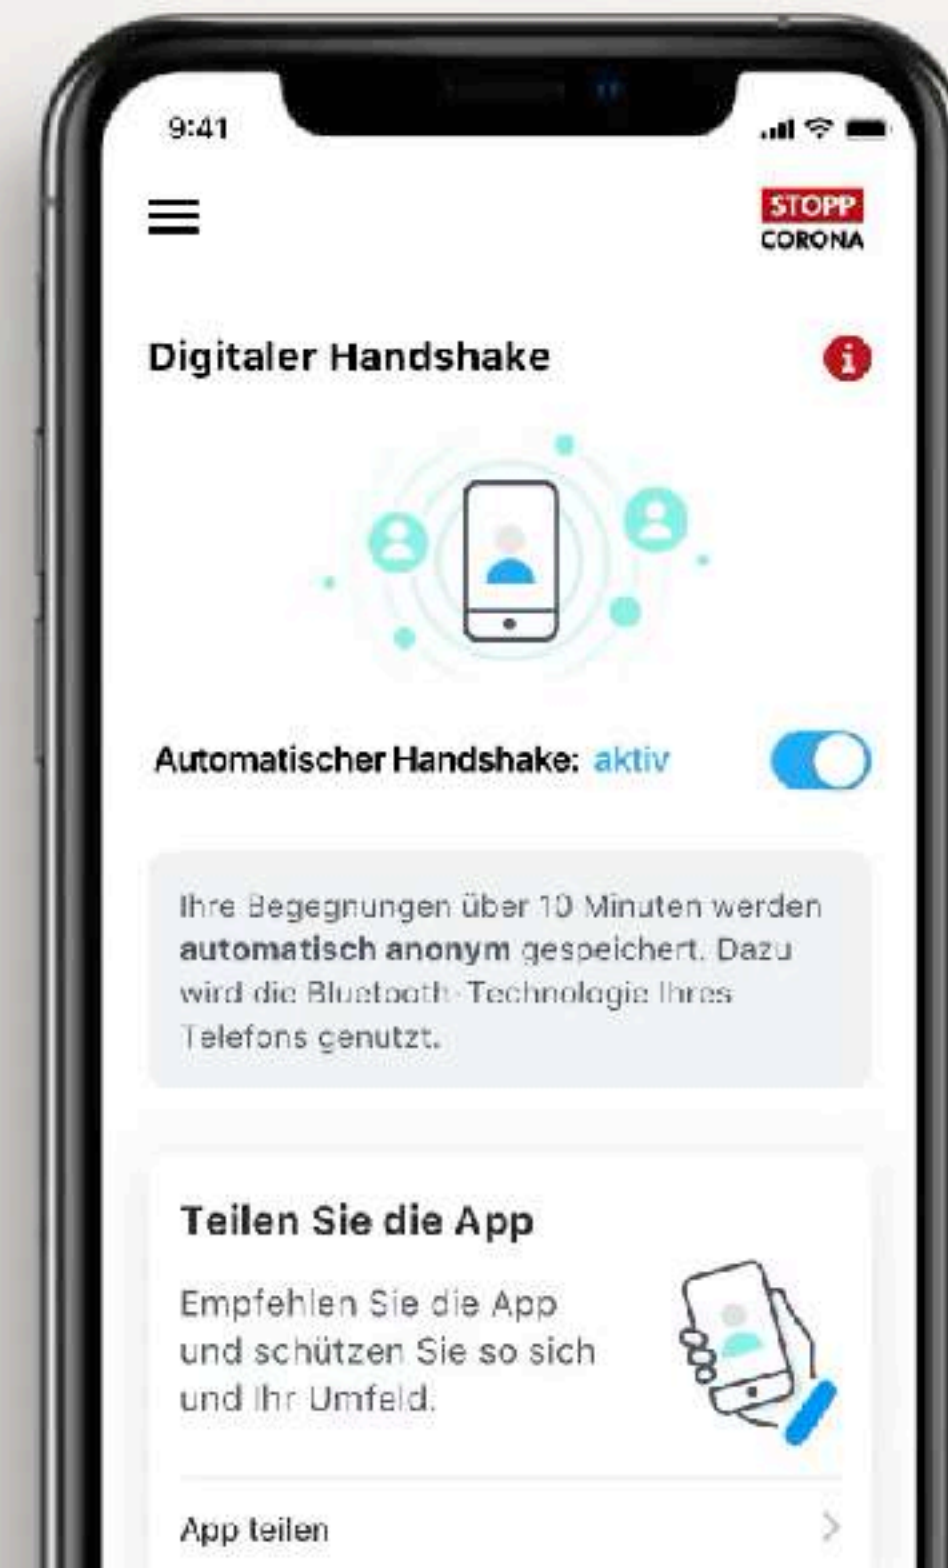 9:41
STOPP
CORONA
Digitaler Handshake
i
Automatischer Handshake: aktiv
Ihre Begegnungen über 10 Minuten werden
automatisch anonym gespeichert. Dazu
wird die Bluetooth-Technologie Ihres
Telefons genutzt.
Teilen Sie die App
Empfehlen Sie die App
und schützen Sie so sich
und Ihr Umfeld.
App teilen